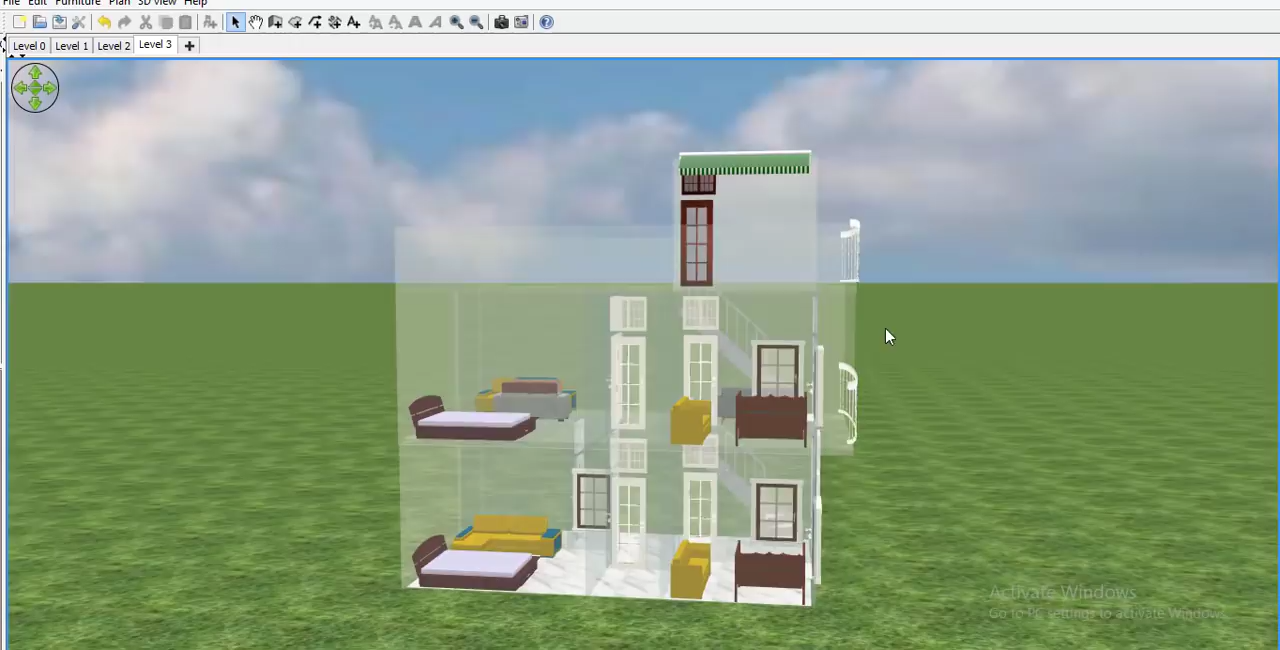 File Edit Furniture Plan 3D view Help
Level 0 Level 1 Level 2 Level 3
Activate Windows
Go to PC settings to activate Windows.